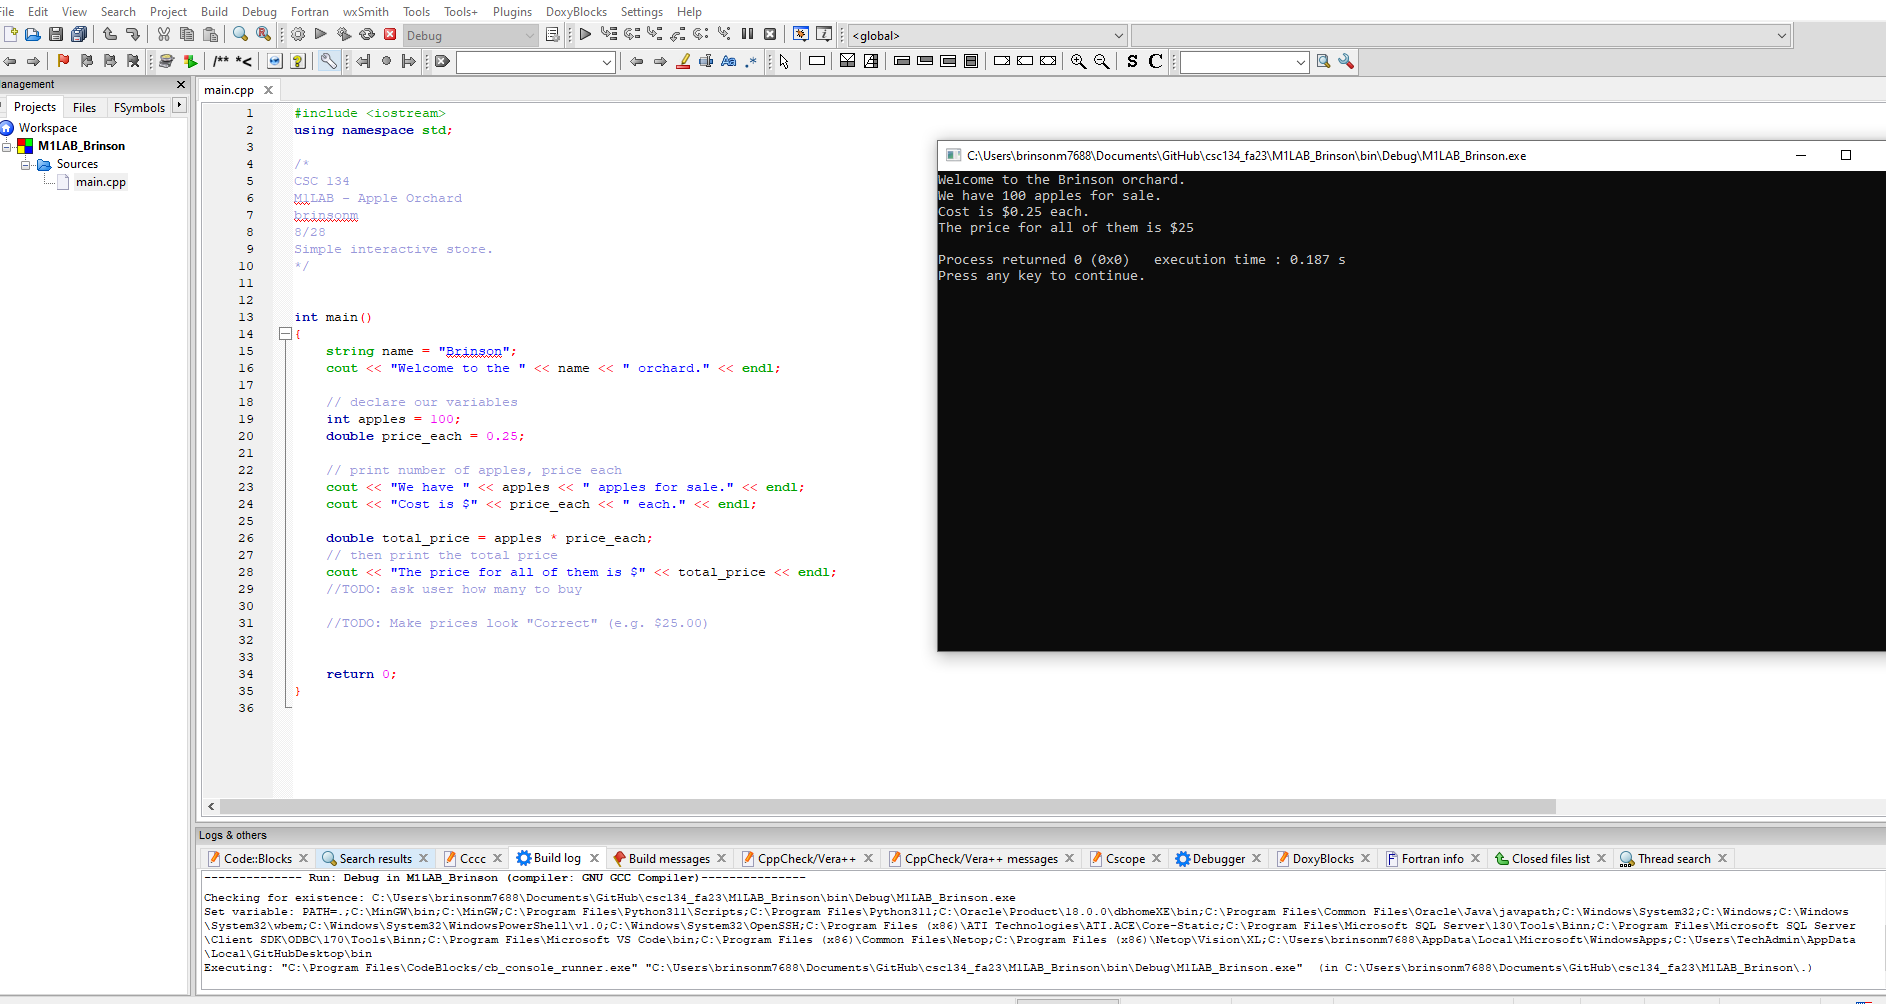 File Edit View Search Project Build Debug Fortran wxSmith Tools Tools+ Plugins DoxyBlocks Settings Help
Debug
<global>
/** *<
Aa .*
S C
anagement
Projects Files FSymbols
Workspace
M1LAB_Brinson
Sources
main.cpp
main.cpp
1 #include <iostream>
2 using namespace std;
3
4 /*
5 CSC 134
6 M1LAB - Apple Orchard
7 brinsonm
8 8/28
9 Simple interactive store.
10 */
11
12
13 int main()
14 {
15 string name = "Brinson";
16 cout << "Welcome to the " << name << " orchard." << endl;
17
18 // declare our variables
19 int apples = 100;
20 double price_each = 0.25;
21
22 // print number of apples, price each
23 cout << "We have " << apples << " apples for sale." << endl;
24 cout << "Cost is $" << price_each << " each." << endl;
25
26 double total_price = apples * price_each;
27 // then print the total price
28 cout << "The price for all of them is $" << total_price << endl;
29 //TODO: ask user how many to buy
30
31 //TODO: Make prices look "Correct" (e.g. $25.00)
32
33
34 return 0;
35 }
36
C:\Users\brinsonm7688\Documents\GitHub\csc134_fa23\M1LAB_Brinson\bin\Debug\M1LAB_Brinson.exe
Welcome to the Brinson orchard.
We have 100 apples for sale.
Cost is $0.25 each.
The price for all of them is $25
Process returned 0 (0x0) execution time : 0.187 s
Press any key to continue.
Logs & others
Code::Blocks Search results Cccc Build log Build messages CppCheck/Vera++ CppCheck/Vera++ messages Cscope Debugger DoxyBlocks Fortran info Closed files list Thread search
-------------- Run: Debug in M1LAB_Brinson (compiler: GNU GCC Compiler)---------------
Checking for existence: C:\Users\brinsonm7688\Documents\GitHub\csc134_fa23\M1LAB_Brinson\bin\Debug\M1LAB_Brinson.exe
Set variable: PATH=.;C:\MinGW\bin;C:\MinGW;C:\Program Files\Python311\Scripts;C:\Program Files\Python311;C:\Oracle\Product\18.0.0\dbhomeXE\bin;C:\Program Files\Common Files\Oracle\Java\javapath;C:\Windows\System32;C:\Windows;C:\Windows
\System32\wbem;C:\Windows\System32\WindowsPowerShell\v1.0;C:\Windows\System32\OpenSSH;C:\Program Files (x86)\ATI Technologies\ATI.ACE\Core-Static;C:\Program Files\Microsoft SQL Server\130\Tools\Binn;C:\Program Files\Microsoft SQL Server
\Client SDK\ODBC\170\Tools\Binn;C:\Program Files\Microsoft VS Code\bin;C:\Program Files (x86)\Common Files\Netop;C:\Program Files (x86)\Netop\Vision\XL;C:\Users\brinsonm7688\AppData\Local\Microsoft\WindowsApps;C:\Users\TechAdmin\AppData
\Local\GitHubDesktop\bin
Executing: "C:\Program Files\CodeBlocks/cb_console_runner.exe" "C:\Users\brinsonm7688\Documents\GitHub\csc134_fa23\M1LAB_Brinson\bin\Debug\M1LAB_Brinson.exe" (in C:\Users\brinsonm7688\Documents\GitHub\csc134_fa23\M1LAB_Brinson\.)